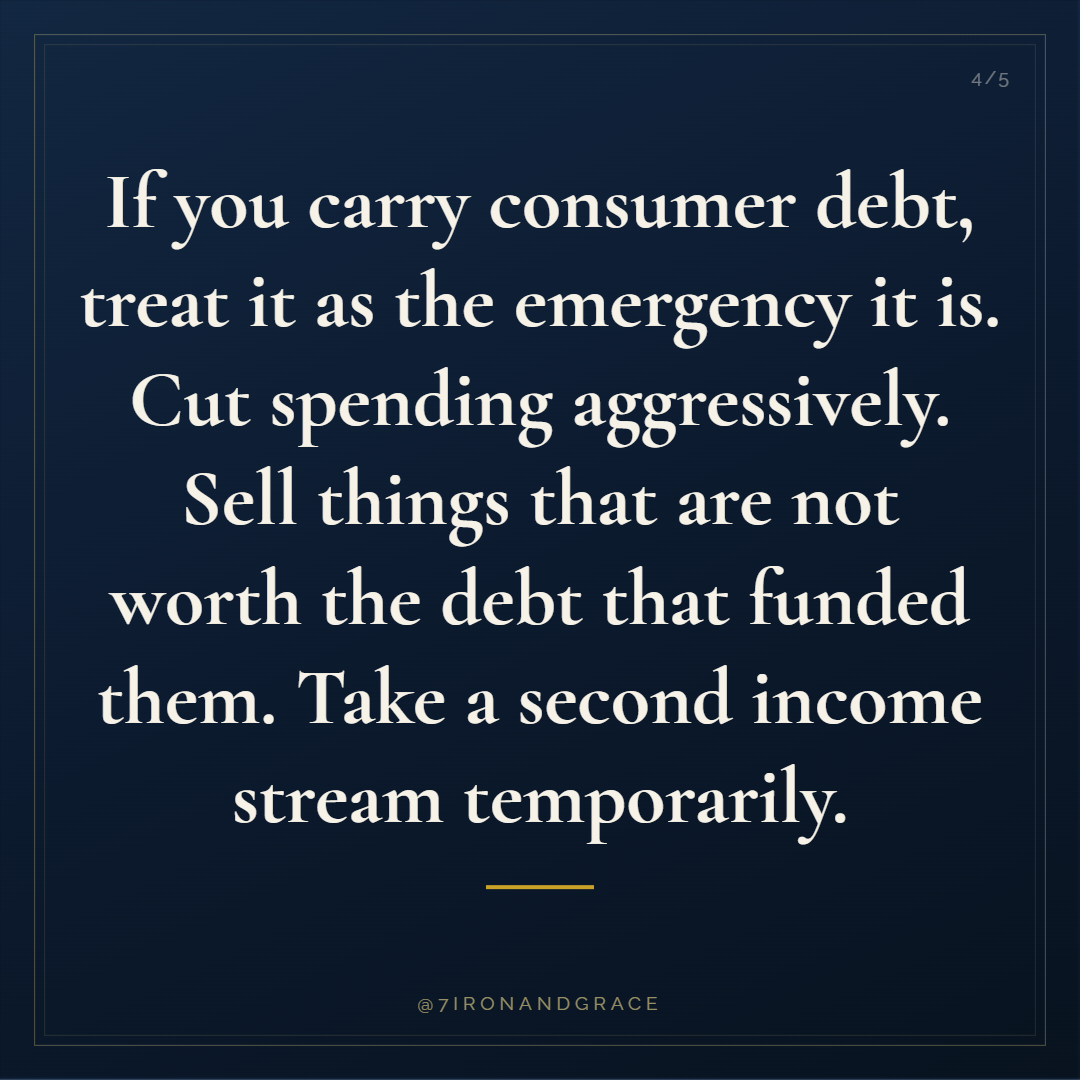 4/5
If you carry consumer debt,
treat it as the emergency it is.
Cut spending aggressively.
Sell things that are not
worth the debt that funded
them. Take a second income
stream temporarily.
@7IRONANDGRACE